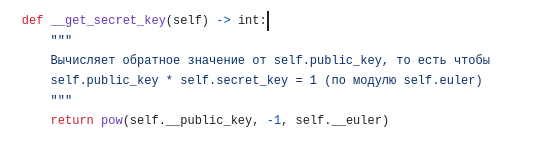 def __get_secret_key(self) -> int:
"""
Вычисляет обратное значение от self.public_key, то есть чтобы
self.public_key * self.secret_key = 1 (по модулю self.euler)
"""
return pow(self.__public_key, -1, self.__euler)